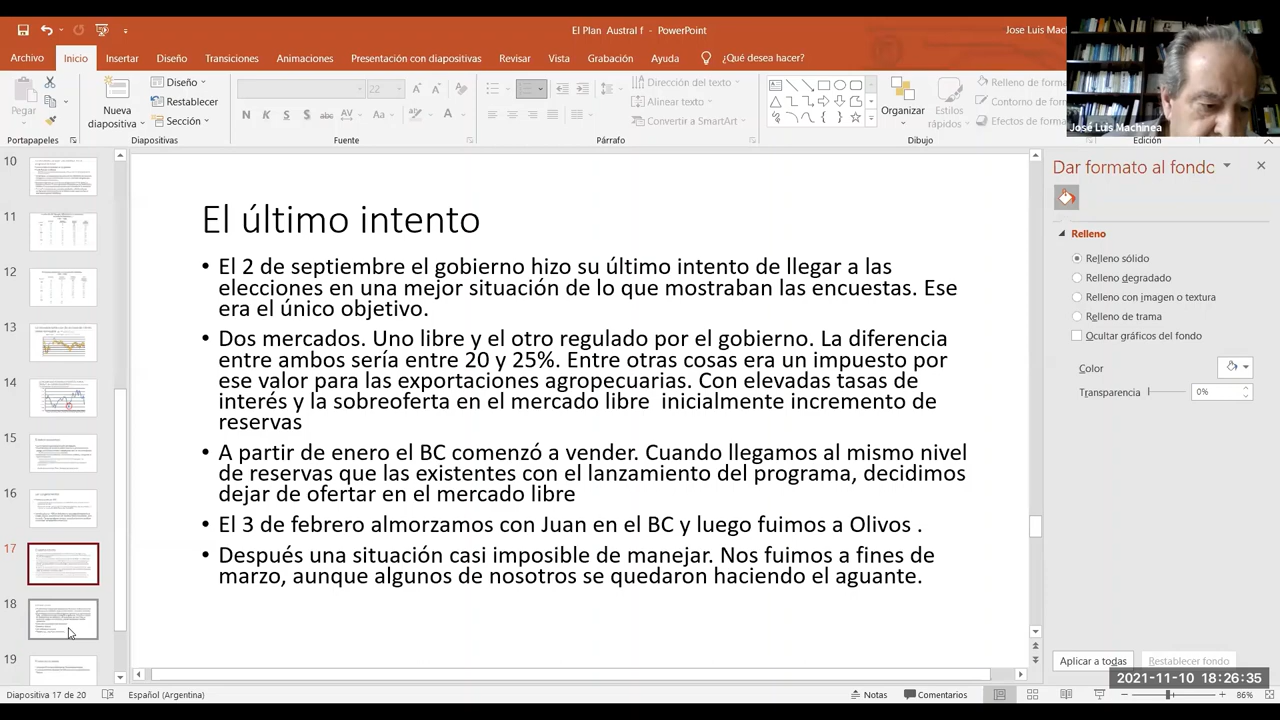 El Plan Austral f - PowerPoint
Jose Luis Machinea
Archivo Inicio Insertar Diseño Transiciones Animaciones Presentación con diapositivas Revisar Vista Grabación Ayuda ¿Qué desea hacer?
Pegar
Nueva diapositiva
Diseño
Restablecer
Sección
22
N K S S abc
Dirección del texto
Alinear texto
Convertir a SmartArt
Organizar
Estilos rápidos
Relleno de forma
Contorno de forma
Efectos de forma
José Luis Machinea
Portapapeles Diapositivas Fuente Párrafo Dibujo Edición
10
11
12
13
14
15
16
17
18
19
El último intento
• El 2 de septiembre el gobierno hizo su último intento de llegar a las
elecciones en una mejor situación de lo que mostraban las encuestas. Ese
era el único objetivo.
• Dos mercados. Uno libre y el otro regulado por el gobierno. La diferencia
entre ambos sería entre 20 y 25%. Entre otras cosas era un impuesto por
ese valor para las exportaciones agropecuarias. Con elevadas tasas de
interés y la sobreoferta en el mercado libre inicialmente incremento de
reservas
• A partir de enero el BC comenzó a vender. Cuando llegamos al mismo nivel
de reservas que las existentes con el lanzamiento del programa, decidimos
dejar de ofertar en el mercado libre
• El 3 de febrero almorzamos con Juan en el BC y luego fuimos a Olivos .
• Después una situación casi imposible de manejar. Nos fuimos a fines de
marzo, aunque algunos de nosotros se quedaron haciendo el aguante.
Dar formato al fondo
Relleno
Relleno sólido
Relleno degradado
Relleno con imagen o textura
Relleno de trama
Ocultar gráficos del fondo
Color
Transparencia 0%
Aplicar a todas Restablecer fondo
2021-11-10 18:26:35
Diapositiva 17 de 20 Español (Argentina) Notas Comentarios 86%